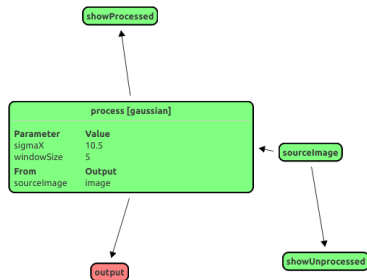 showProcessed
process [gaussian]
Parameter Value
sigmaX 10.5
windowSize 5
From Output
sourceImage image
sourceImage
showUnprocessed
output